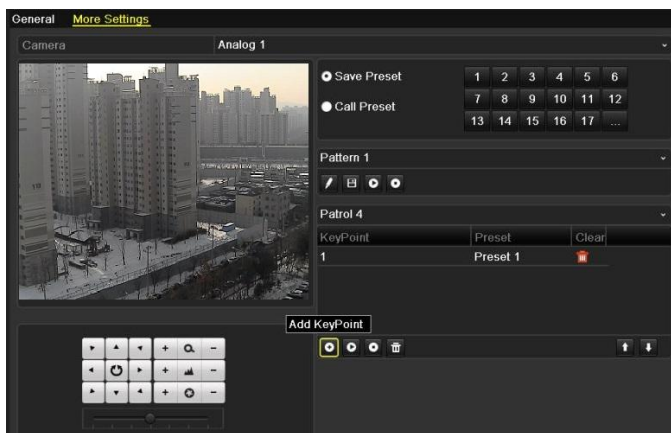 General More Settings
Camera Analog 1
Save Preset
Call Preset
1 2 3 4 5 6
7 8 9 10 11 12
13 14 15 16 17 ...
Pattern 1
Patrol 4
KeyPoint Preset Clear
1 Preset 1
Add KeyPoint